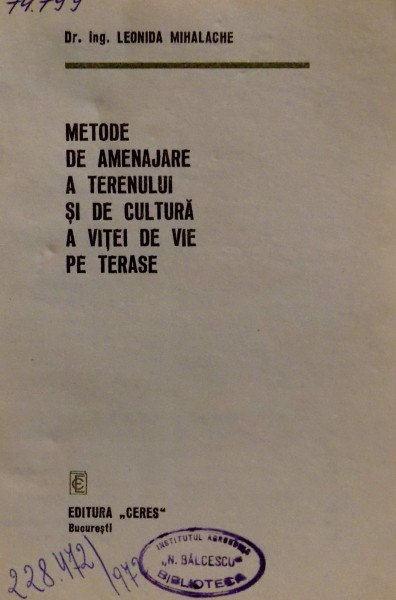 74.799
Dr. ing. LEONIDA MIHALACHE
METODE
DE AMENAJARE
A TERENULUI
ȘI DE CULTURĂ
A VIȚEI DE VIE
PE TERASE
EDITURA „CERES"
București
INSTITUTUL AGRONOMIC
„N. BĂLCESCU"
BIBLIOTECA
228.472/972